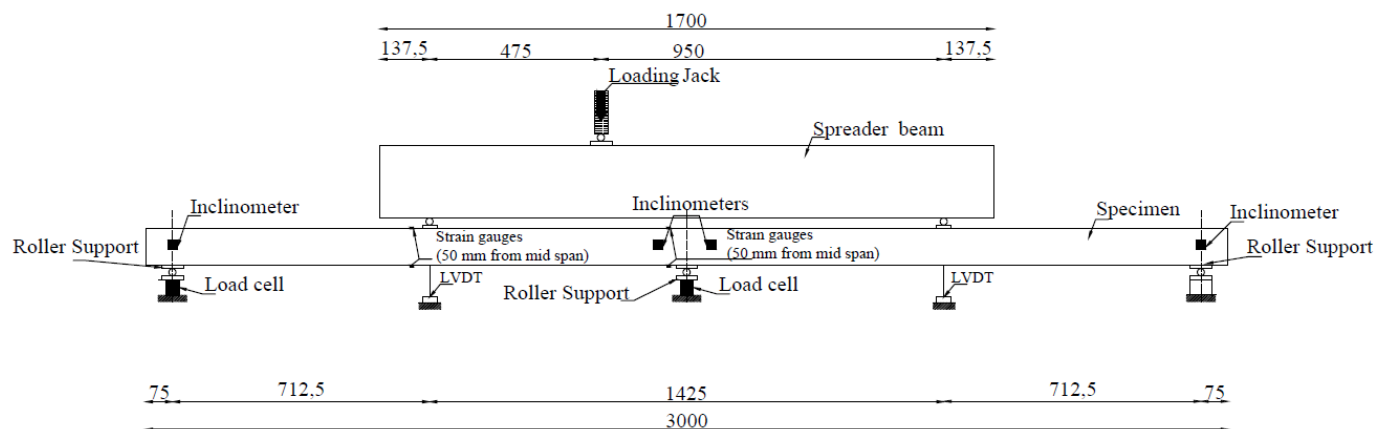 1700
137,5 475 950 137,5
Loading Jack
Spreader beam
Inclinometer Inclinometers Specimen Inclinometer
Roller Support Strain gauges Strain gauges Roller Support
(50 mm from mid span) (50 mm from mid span)
Load cell LVDT Roller Support Load cell LVDT
75 712,5 1425 712,5 75
3000